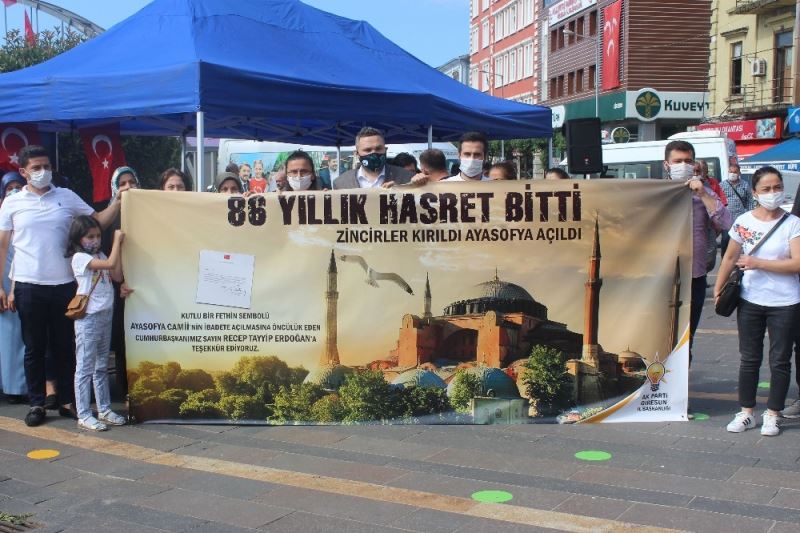 KUVEYT
86 YILLIK HASRET BİTTİ
ZİNCİRLER KIRILDI AYASOFYA AÇILDI
KUTLU BİR FETHİN SEMBOLÜ
AYASOFYA CAMİİ'NİN İBADETE AÇILMASINA ÖNCÜLÜK EDEN
CUMHURBAŞKANIMIZ SAYIN RECEP TAYYİP ERDOĞAN'A
TEŞEKKÜR EDİYORUZ.
AK PARTİ
GİRESUN
İL BAŞKANLIĞI